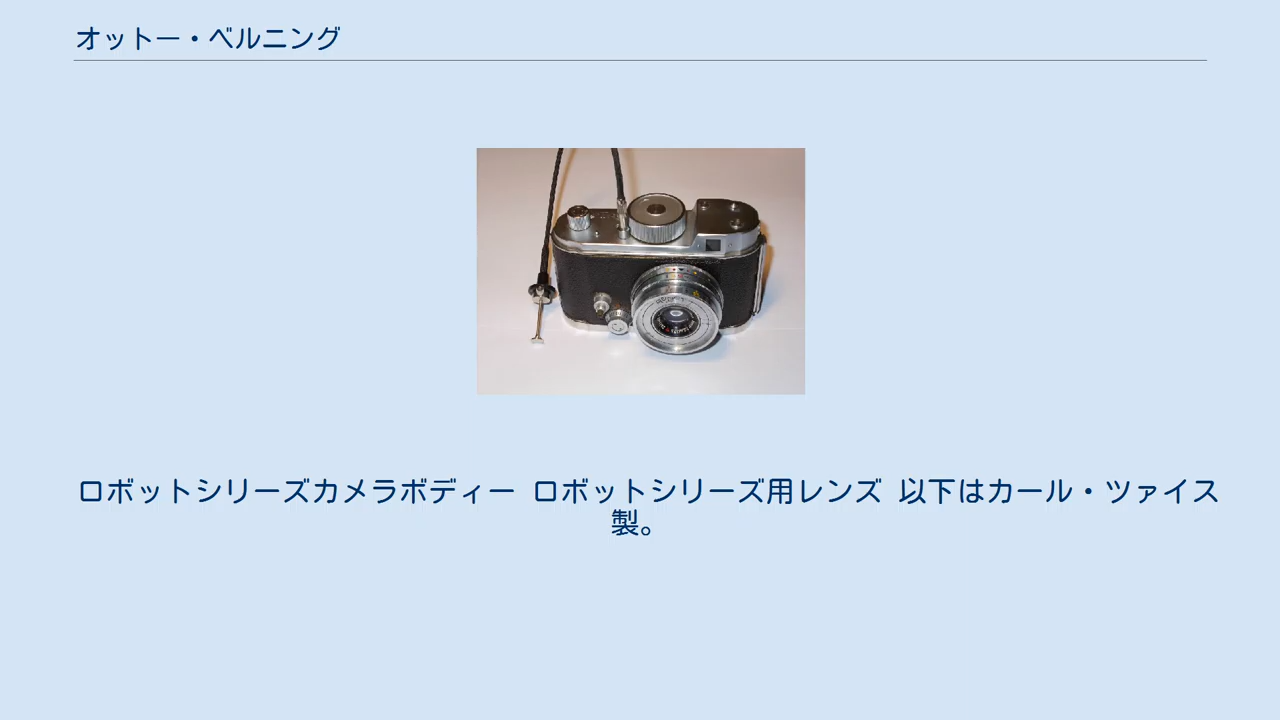 オットー・ベルニング
ロボットシリーズカメラボディー ロボットシリーズ用レンズ 以下はカール・ツァイス
製。